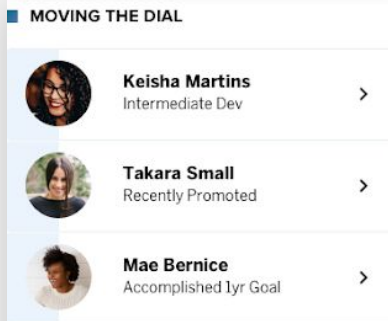 MOVING THE DIAL
Keisha Martins
Intermediate Dev
Takara Small
Recently Promoted
Mae Bernice
Accomplished 1yr Goal